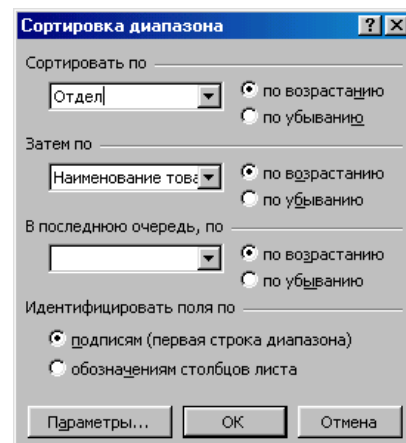 Сортировка диапазона
Сортировать по
Отдел
по возрастанию
по убыванию
Затем по
Наименование това
по возрастанию
по убыванию
В последнюю очередь, по
по возрастанию
по убыванию
Идентифицировать поля по
подписям (первая строка диапазона)
обозначениям столбцов листа
Параметры... ОК Отмена